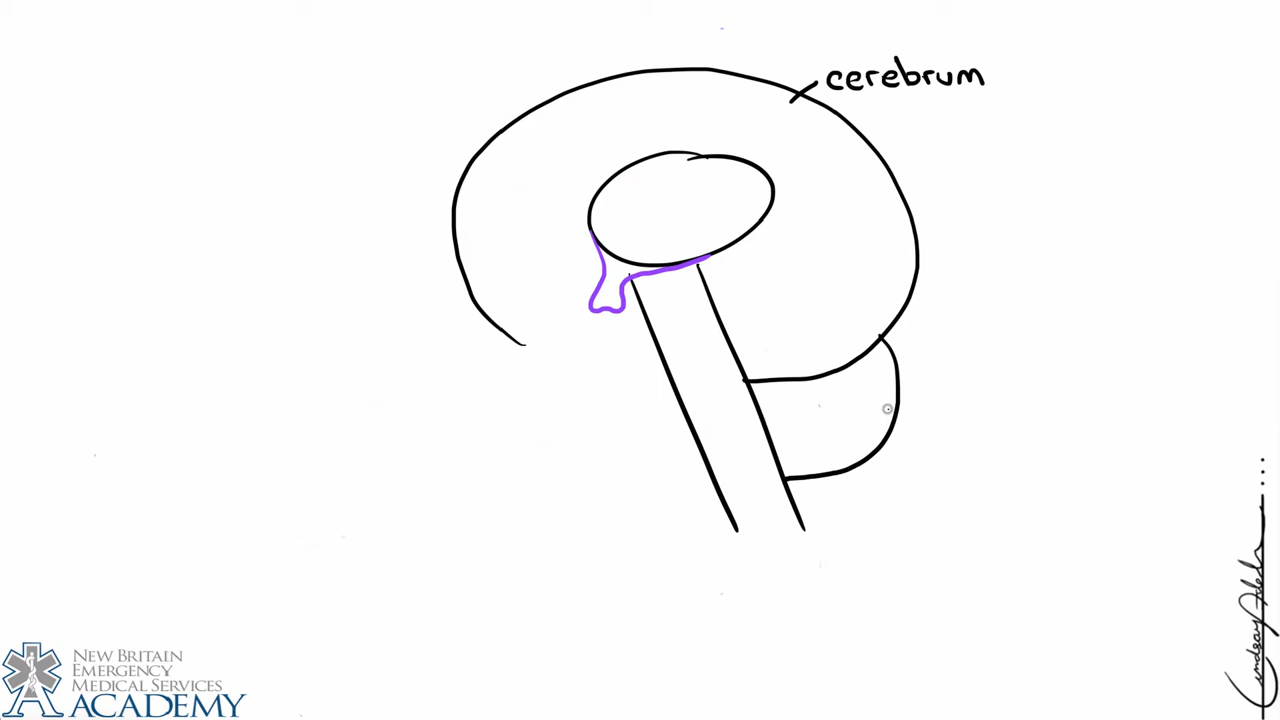 cerebrum
NEW BRITAIN
EMERGENCY
MEDICAL SERVICES
ACADEMY